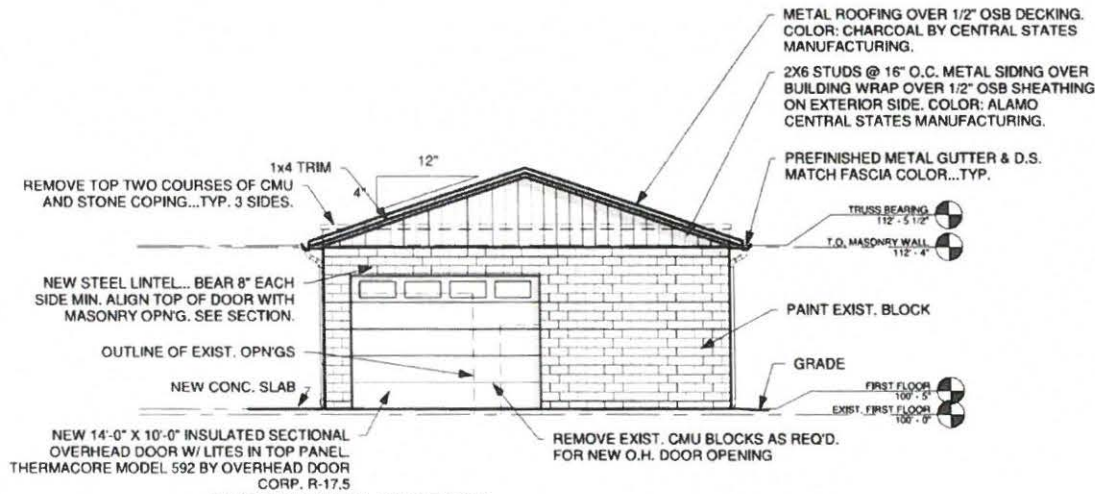 METAL ROOFING OVER 1/2" OSB DECKING.
COLOR: CHARCOAL BY CENTRAL STATES
MANUFACTURING.
2X6 STUDS @ 16" O.C. METAL SIDING OVER
BUILDING WRAP OVER 1/2" OSB SHEATHING
ON EXTERIOR SIDE. COLOR: ALAMO
CENTRAL STATES MANUFACTURING.
12"
4"
1x4 TRIM
REMOVE TOP TWO COURSES OF CMU
AND STONE COPING...TYP. 3 SIDES.
PREFINISHED METAL GUTTER & D.S.
MATCH FASCIA COLOR...TYP.
TRUSS BEARING
112' - 5 1/2"
T.O. MASONRY WALL
112' - 4"
NEW STEEL LINTEL... BEAR 8" EACH
SIDE MIN. ALIGN TOP OF DOOR WITH
MASONRY OPN'G. SEE SECTION.
PAINT EXIST. BLOCK
OUTLINE OF EXIST. OPN'GS
GRADE
NEW CONC. SLAB
FIRST FLOOR
100' - 5"
EXIST. FIRST FLOOR
100' - 0"
NEW 14'-0" X 10'-0" INSULATED SECTIONAL
OVERHEAD DOOR W/ LITES IN TOP PANEL.
THERMACORE MODEL 592 BY OVERHEAD DOOR
CORP. R-17.5
REMOVE EXIST. CMU BLOCKS AS REQ'D.
FOR NEW O.H. DOOR OPENING